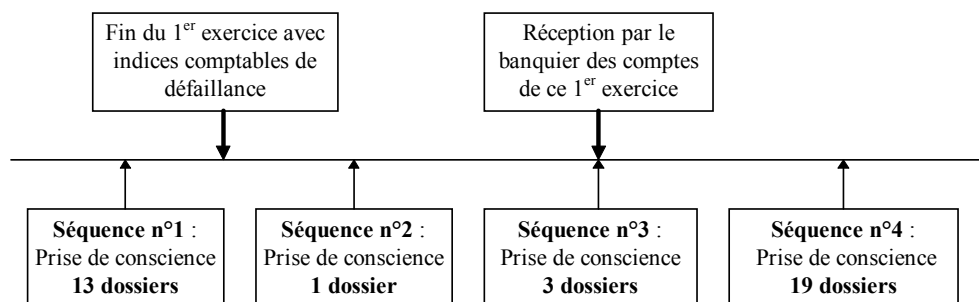 Fin du 1er exercice avec
indices comptables de
défaillance
Réception par le
banquier des comptes
de ce 1er exercice
Séquence n°1 :
Prise de conscience
13 dossiers
Séquence n°2 :
Prise de conscience
1 dossier
Séquence n°3 :
Prise de conscience
3 dossiers
Séquence n°4 :
Prise de conscience
19 dossiers